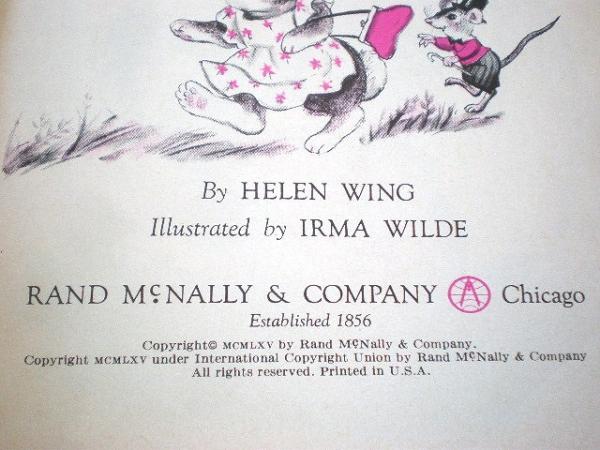 By HELEN WING
Illustrated by IRMA WILDE
RAND McNALLY & COMPANY Chicago
Established 1856
Copyright© MCMLXV by Rand McNally & Company.
Copyright MCMLXV under International Copyright Union by Rand McNally & Company
All rights reserved. Printed in U.S.A.